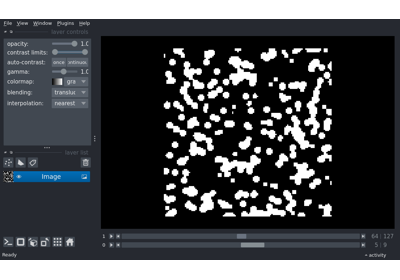 File View Window Plugins Help
layer controls
opacity: 1.0
contrast limits:
auto-contrast: once
gamma: 1.0
colormap: gra
blending: translu
interpolation: nearest
layer list
Image
1 64 127
0 5 9
Ready activity